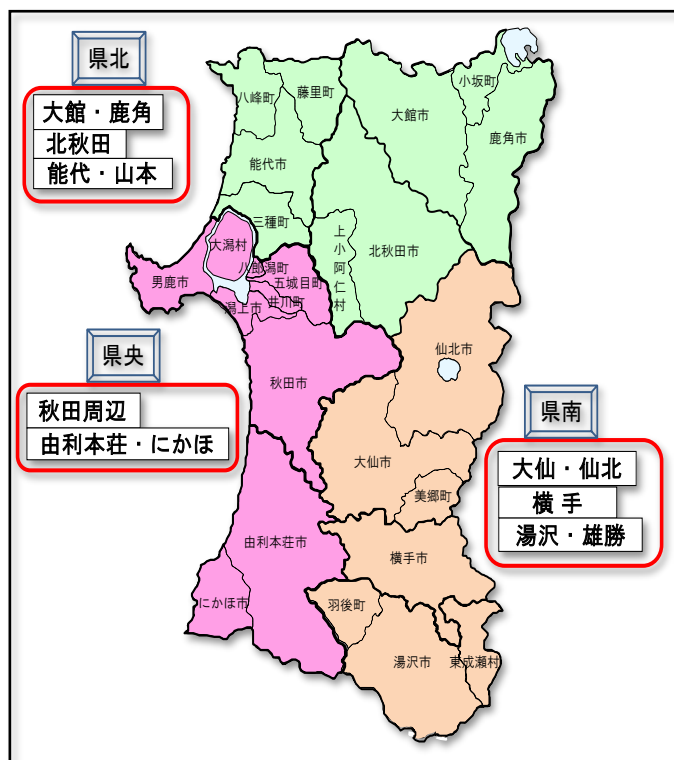 県北
大館・鹿角
北秋田
能代・山本
八峰町
藤里町
大館市
小坂町
鹿角市
能代市
三種町
上小阿仁村
北秋田市
大潟村
男鹿市
八郎潟町
五城目町
井川町
潟上市
県央
秋田周辺
由利本荘・にかほ
秋田市
仙北市
県南
大仙・仙北
横手
湯沢・雄勝
大仙市
美郷町
由利本荘市
横手市
にかほ市
羽後町
湯沢市
東成瀬村